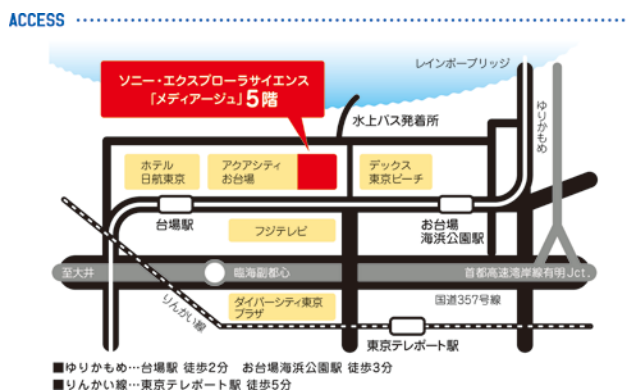 ACCESS
レインボーブリッジ
ソニー・エクスプローラサイエンス
「メディアージュ」5階
水上バス発着所
ゆりかもめ
ホテル
日航東京
アクアシティ
お台場
デックス
東京ビーチ
台場駅
フジテレビ
お台場
海浜公園駅
至大井
臨海副都心
首都高速湾岸線有明Jct.
りんかい線
ダイバーシティ東京
プラザ
国道357号線
東京テレポート駅
■ゆりかもめ…台場駅 徒歩2分 お台場海浜公園駅 徒歩3分
■りんかい線…東京テレポート駅 徒歩5分